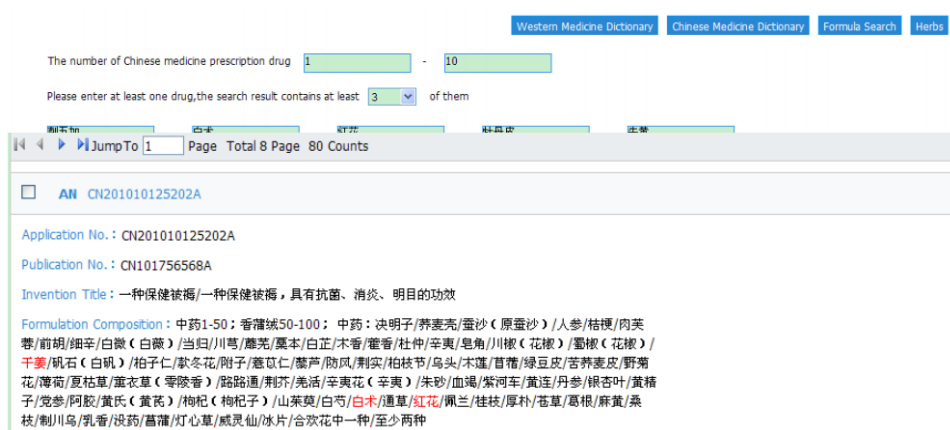 Western Medicine Dictionary Chinese Medicine Dictionary Formula Search Herbs
The number of Chinese medicine prescription drug 1 - 10
Please enter at least one drug,the search result contains at least 3 of them
刺五加 白术 红花 牡丹皮
JumpTo 1 Page Total 8 Page 80 Counts
AN CN201010125202A
Application No.：CN201010125202A
Publication No.：CN101756568A
Invention Title：一种保健被褥/一种保健被褥，具有抗菌、消炎、明目的功效
Formulation Composition：中药1-50；香蒲绒50-100； 中药：决明子/荞麦壳/蚕沙（原蚕沙）/人参/桔梗/肉苁
蓉/前胡/细辛/白微（白薇）/当归/川芎/蘼芜/藁本/白芷/木香/藿香/杜仲/辛夷/皂角/川椒（花椒）/蜀椒（花椒）/
干姜/矾石（白矾）/柏子仁/款冬花/附子/薏苡仁/藜芦/防风/荆实/柏枝节/乌头/木莲/苜蓿/绿豆皮/苦荞麦皮/野菊
花/薄荷/夏枯草/薰衣草（零陵香）/路路通/荆芥/羌活/辛夷花（辛夷）/朱砂/血竭/紫河车/黄连/丹参/银杏叶/黄精
子/党参/阿胶/黄氏（黄芪）/枸杞（枸杞子）/山茱萸/白芍/白术/通草/红花/佩兰/桂枝/厚朴/苍草/葛根/麻黄/桑
枝/制川乌/乳香/没药/菖蒲/灯心草/威灵仙/冰片/合欢花中一种/至少两种